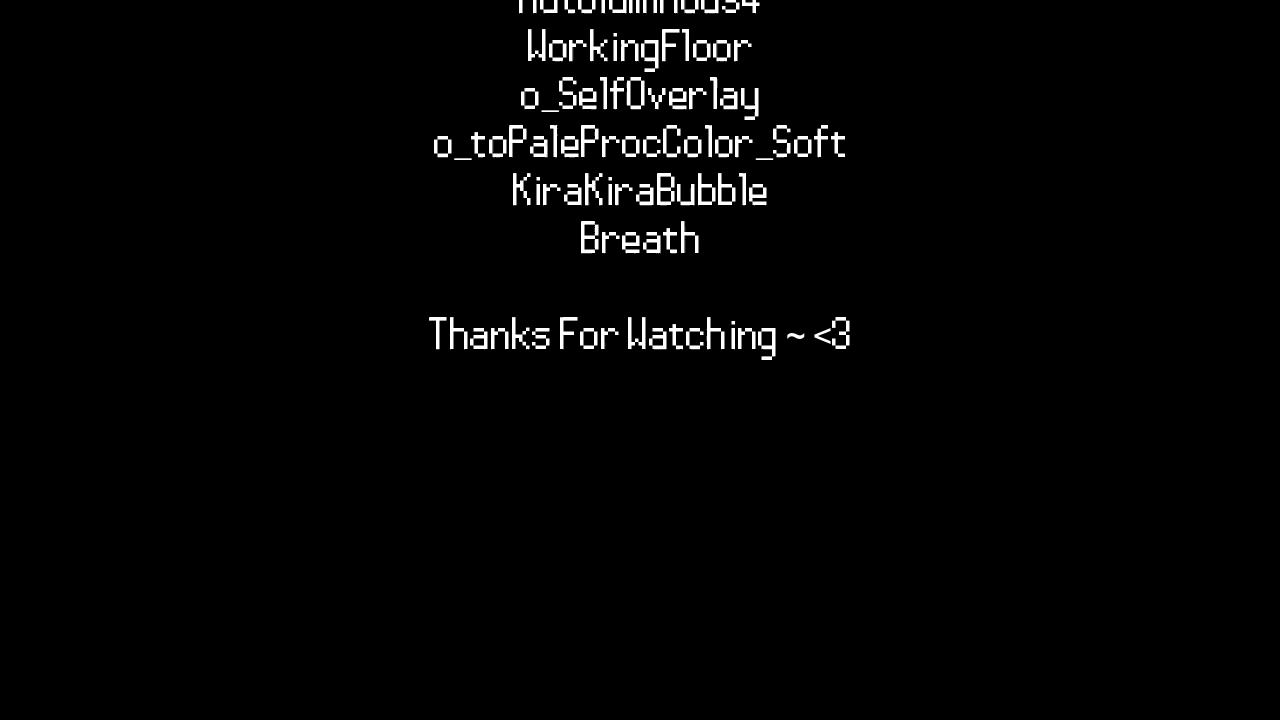 WorkingFloor
o_SelfOverlay
o_toPaleProcColor_Soft
KiraKiraBubble
Breath
Thanks For Watching ~ <3